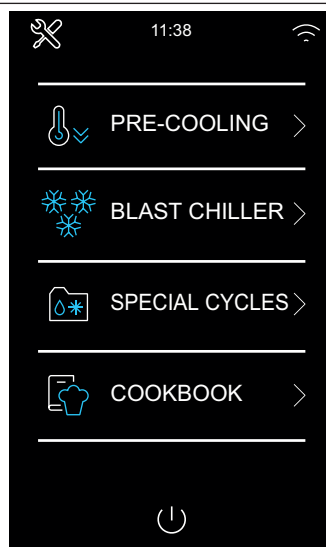 11:38
PRE-COOLING
BLAST CHILLER
SPECIAL CYCLES
COOKBOOK